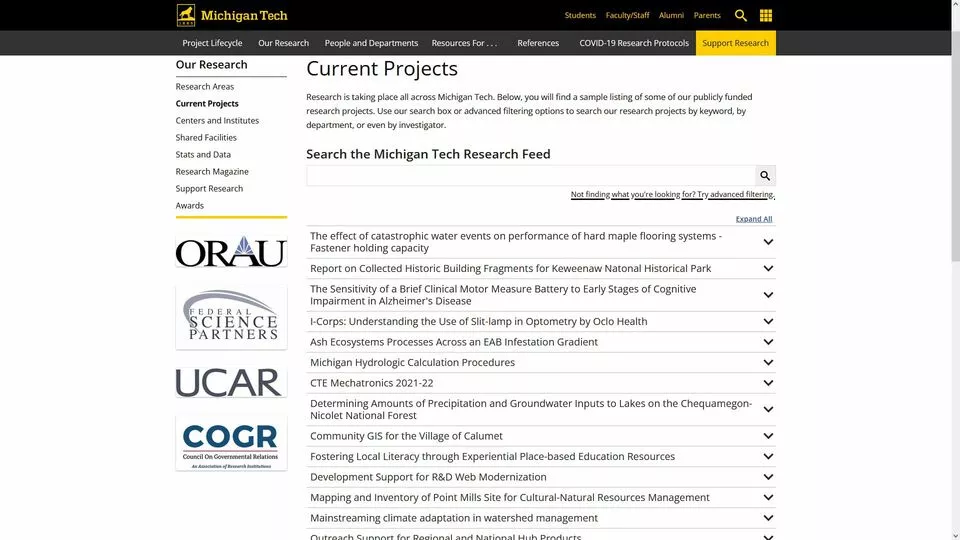 Michigan Tech
Students Faculty/Staff Alumni Parents
Project Lifecycle Our Research People and Departments Resources For . . . References COVID-19 Research Protocols Support Research
Our Research
Research Areas
Current Projects
Centers and Institutes
Shared Facilities
Stats and Data
Research Magazine
Support Research
Awards
ORAU
FEDERAL
SCIENCE
PARTNERS
UCAR
COGR
Council On Governmental Relations
An Association of Research Institutions
Current Projects
Research is taking place all across Michigan Tech. Below, you will find a sample listing of some of our publicly funded
research projects. Use our search box or advanced filtering options to search our research projects by keyword, by
department, or even by investigator.
Search the Michigan Tech Research Feed
Not finding what you're looking for? Try advanced filtering.
Expand All
The effect of catastrophic water events on performance of hard maple flooring systems -
Fastener holding capacity
Report on Collected Historic Building Fragments for Keweenaw Natonal Historical Park
The Sensitivity of a Brief Clinical Motor Measure Battery to Early Stages of Cognitive
Impairment in Alzheimer's Disease
I-Corps: Understanding the Use of Slit-lamp in Optometry by Oclo Health
Ash Ecosystems Processes Across an EAB Infestation Gradient
Michigan Hydrologic Calculation Procedures
CTE Mechatronics 2021-22
Determining Amounts of Precipitation and Groundwater Inputs to Lakes on the Chequamegon-
Nicolet National Forest
Community GIS for the Village of Calumet
Fostering Local Literacy through Experiential Place-based Education Resources
Development Support for R&D Web Modernization
Mapping and Inventory of Point Mills Site for Cultural-Natural Resources Management
Mainstreaming climate adaptation in watershed management
Outreach Support for Regional and National Hub Products